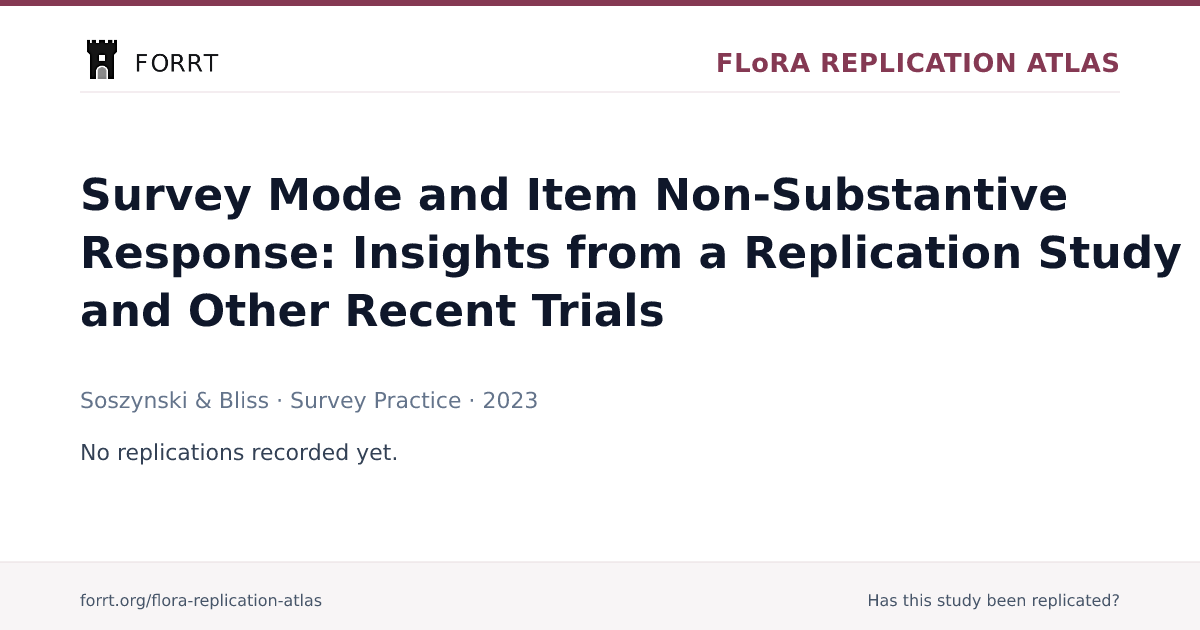 FORRT
FLoRA REPLICATION ATLAS
Survey Mode and Item Non-Substantive
Response: Insights from a Replication Study
and Other Recent Trials
Soszynski & Bliss · Survey Practice · 2023
No replications recorded yet.
forrt.org/flora-replication-atlas
Has this study been replicated?